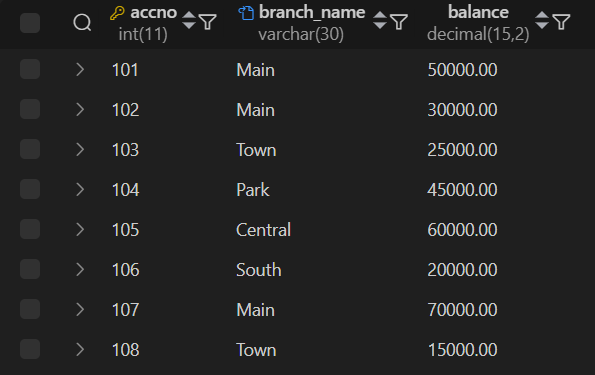 accno branch_name balance
int(11) varchar(30) decimal(15,2)
101 Main 50000.00
102 Main 30000.00
103 Town 25000.00
104 Park 45000.00
105 Central 60000.00
106 South 20000.00
107 Main 70000.00
108 Town 15000.00